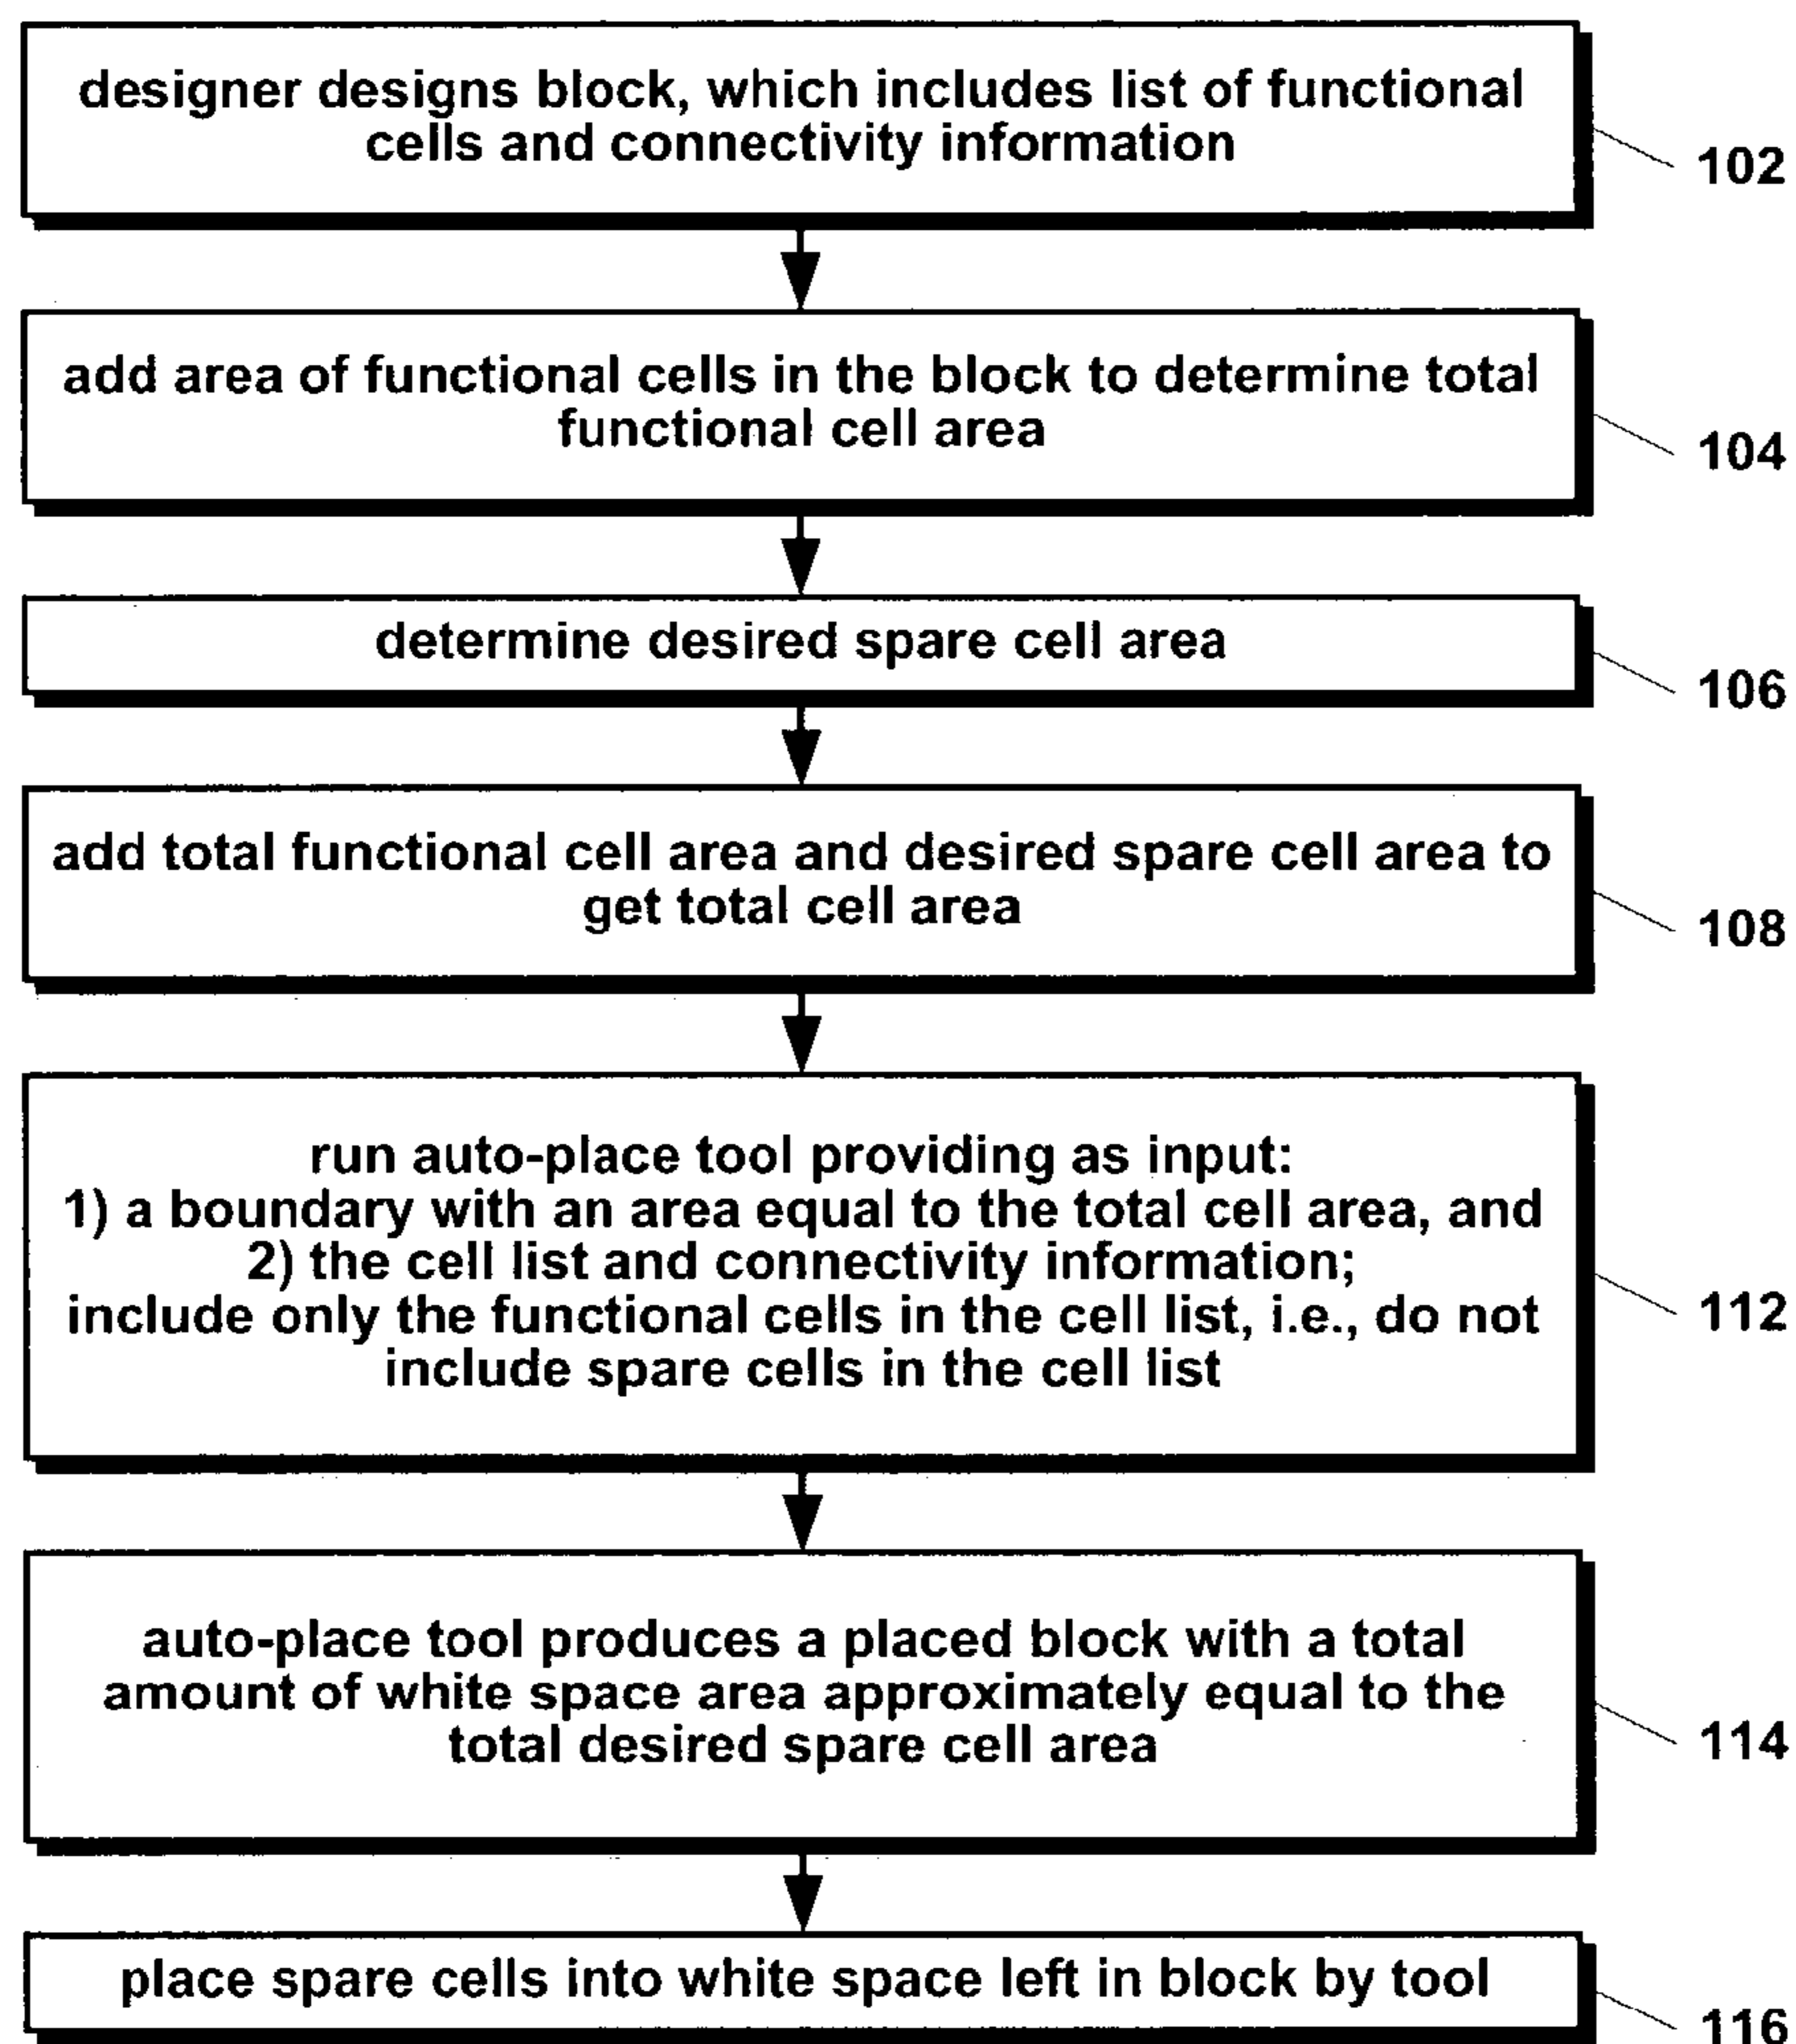 designer designs block, which includes list of functional
cells and connectivity information
102
add area of functional cells in the block to determine total
functional cell area
104
determine desired spare cell area
106
add total functional cell area and desired spare cell area to
get total cell area
108
run auto-place tool providing as input:
1) a boundary with an area equal to the total cell area, and
2) the cell list and connectivity information;
include only the functional cells in the cell list, i.e., do not
include spare cells in the cell list
112
auto-place tool produces a placed block with a total
amount of white space area approximately equal to the
total desired spare cell area
114
place spare cells into white space left in block by tool
116